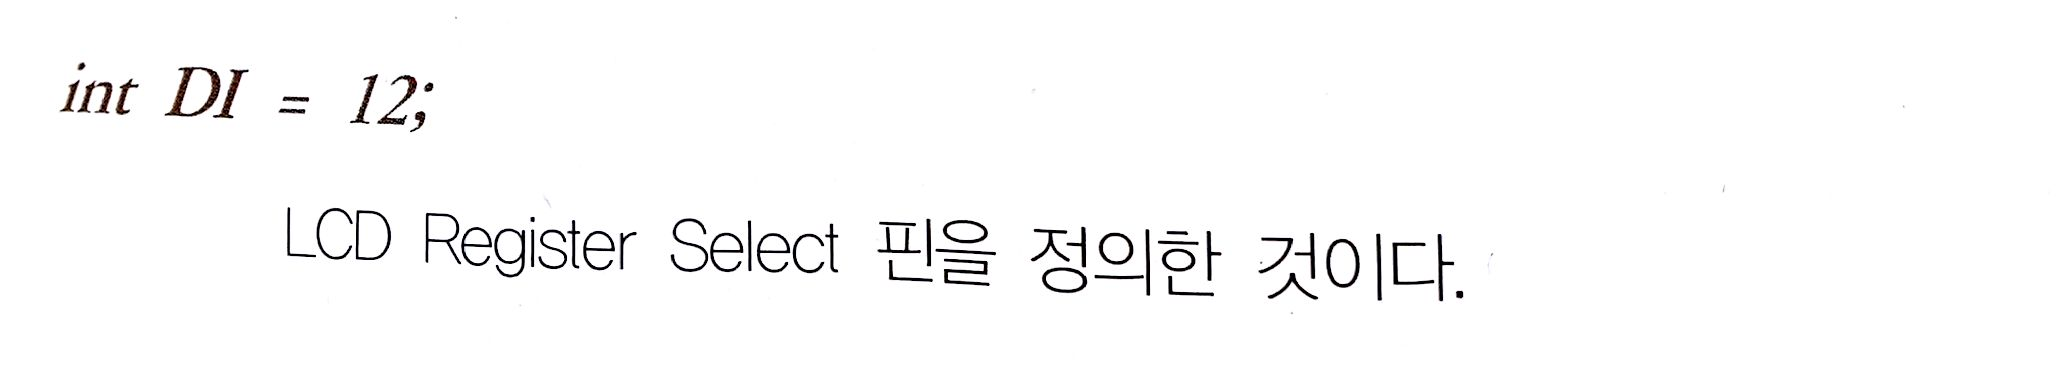 int DI = 12;
LCD Register Select 핀을 정의한 것이다.